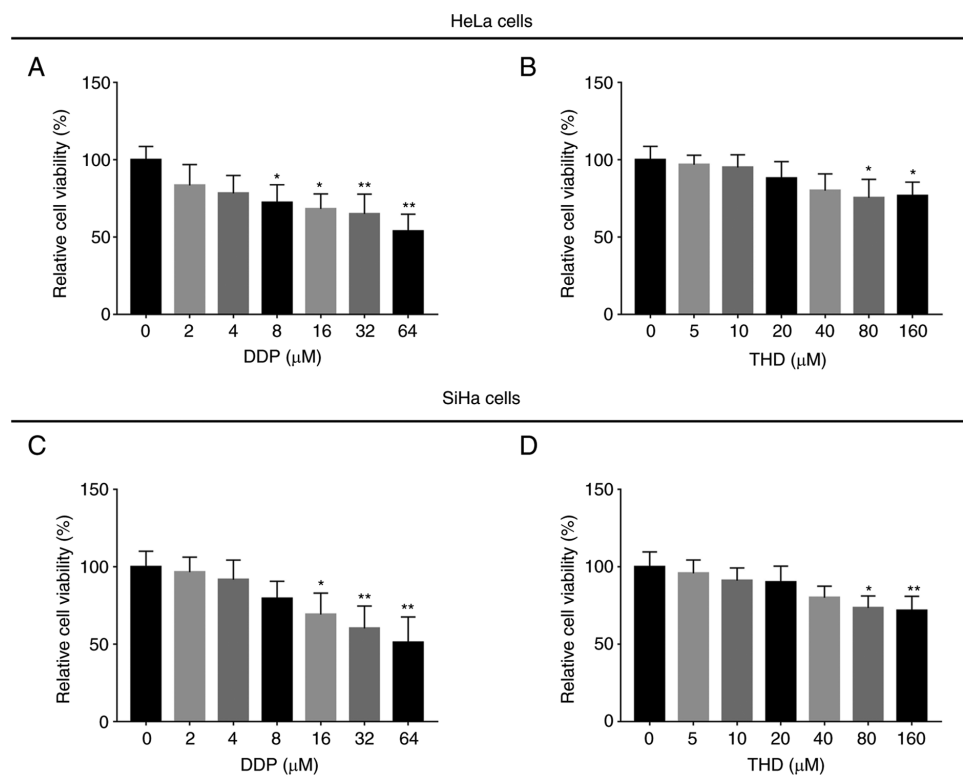 HeLa cells
A
B
Relative cell viability (%)
150
100
50
0
* * ** **
0 2 4 8 16 32 64
DDP (µM)
Relative cell viability (%)
150
100
50
0
* *
0 5 10 20 40 80 160
THD (µM)
SiHa cells
C
D
Relative cell viability (%)
150
100
50
0
* ** **
0 2 4 8 16 32 64
DDP (µM)
Relative cell viability (%)
150
100
50
0
* **
0 5 10 20 40 80 160
THD (µM)